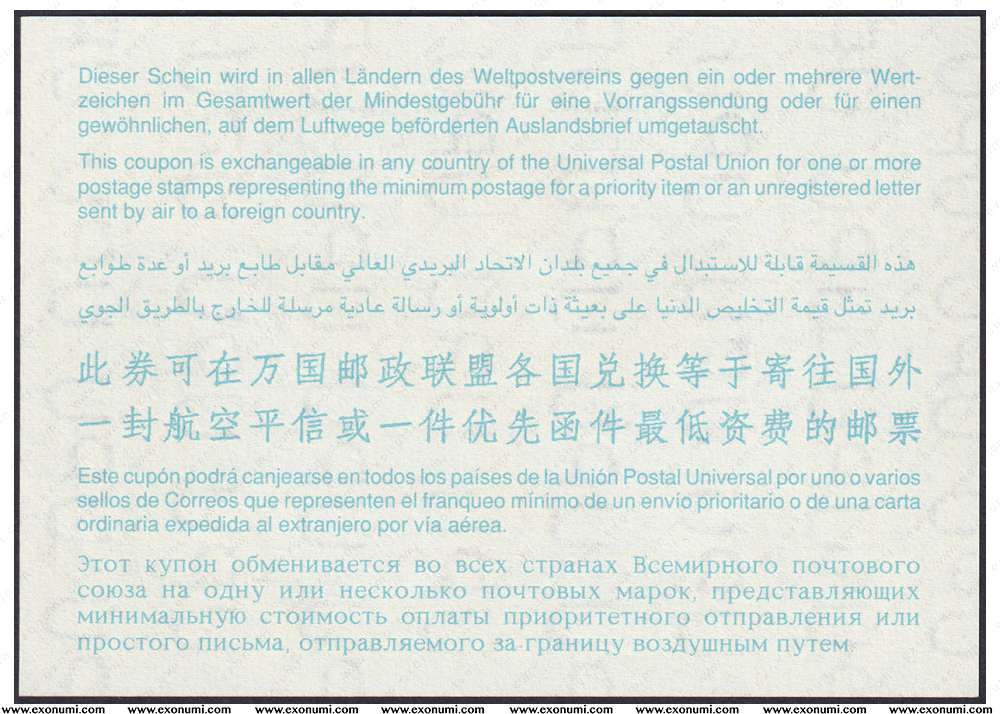 Dieser Schein wird in allen Ländern des Weltpostvereins gegen ein oder mehrere Wert-
zeichen im Gesamtwert der Mindestgebühr für eine Vorrangssendung oder für einen
gewöhnlichen, auf dem Luftwege beförderten Auslandsbrief umgetauscht.
This coupon is exchangeable in any country of the Universal Postal Union for one or more
postage stamps representing the minimum postage for a priority item or an unregistered letter
sent by air to a foreign country.
هذه القسيمة قابلة للاستبدال في جميع بلدان الاتحاد البريدي العالمي مقابل طابع بريد أو عدة طوابع
بريد تمثل قيمة التخليص الدنيا على بعيثة ذات أولوية أو رسالة عادية مرسلة للخارج بالطريق الجوي
此券可在万国邮政联盟各国兑换等于寄往国外
一封航空平信或一件优先函件最低资费的邮票
Este cupón podrá canjearse en todos los países de la Unión Postal Universal por uno o varios
sellos de Correos que representen el franqueo mínimo de un envío prioritario o de una carta
ordinaria expedida al extranjero por vía aérea.
Этот купон обменивается во всех странах Всемирного почтового
союза на одну или несколько почтовых марок, представляющих
минимальную стоимость оплаты приоритетного отправления или
простого письма, отправляемого за границу воздушным путем.
www.exonumi.com www.exonumi.com www.exonumi.com www.exonumi.com www.exonumi.com www.exonumi.com www.exonumi.com www.exonumi.com